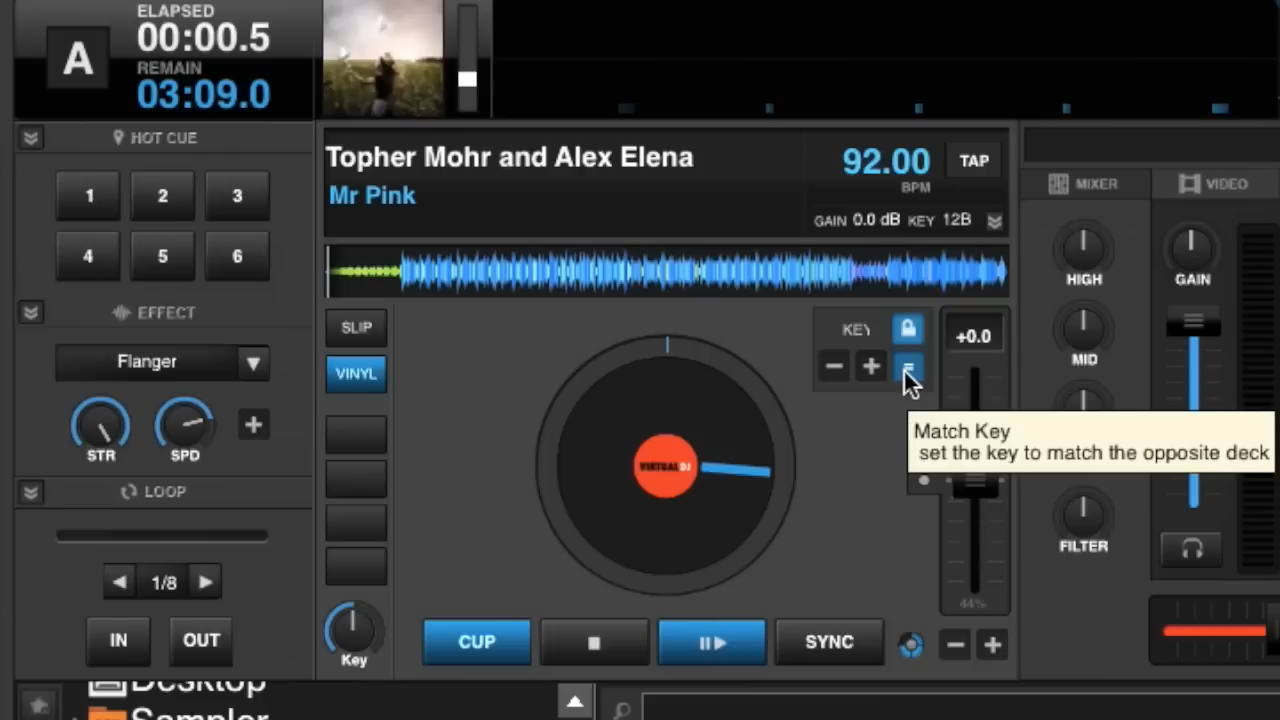 A
ELAPSED
00:00.5
REMAIN
03:09.0
HOT CUE
1 2 3
4 5 6
EFFECT
Flanger
STR SPD
LOOP
1/8
IN OUT
Topher Mohr and Alex Elena
Mr Pink
92.00
BPM
TAP
GAIN 0.0 dB KEY 12B
SLIP
VINYL
Key
VIRTUAL DJ
KEY
+0.0
Match Key
set the key to match the opposite deck
44%
CUP
SYNC
MIXER
VIDEO
HIGH
GAIN
MID
FILTER
Desktop
Sampler